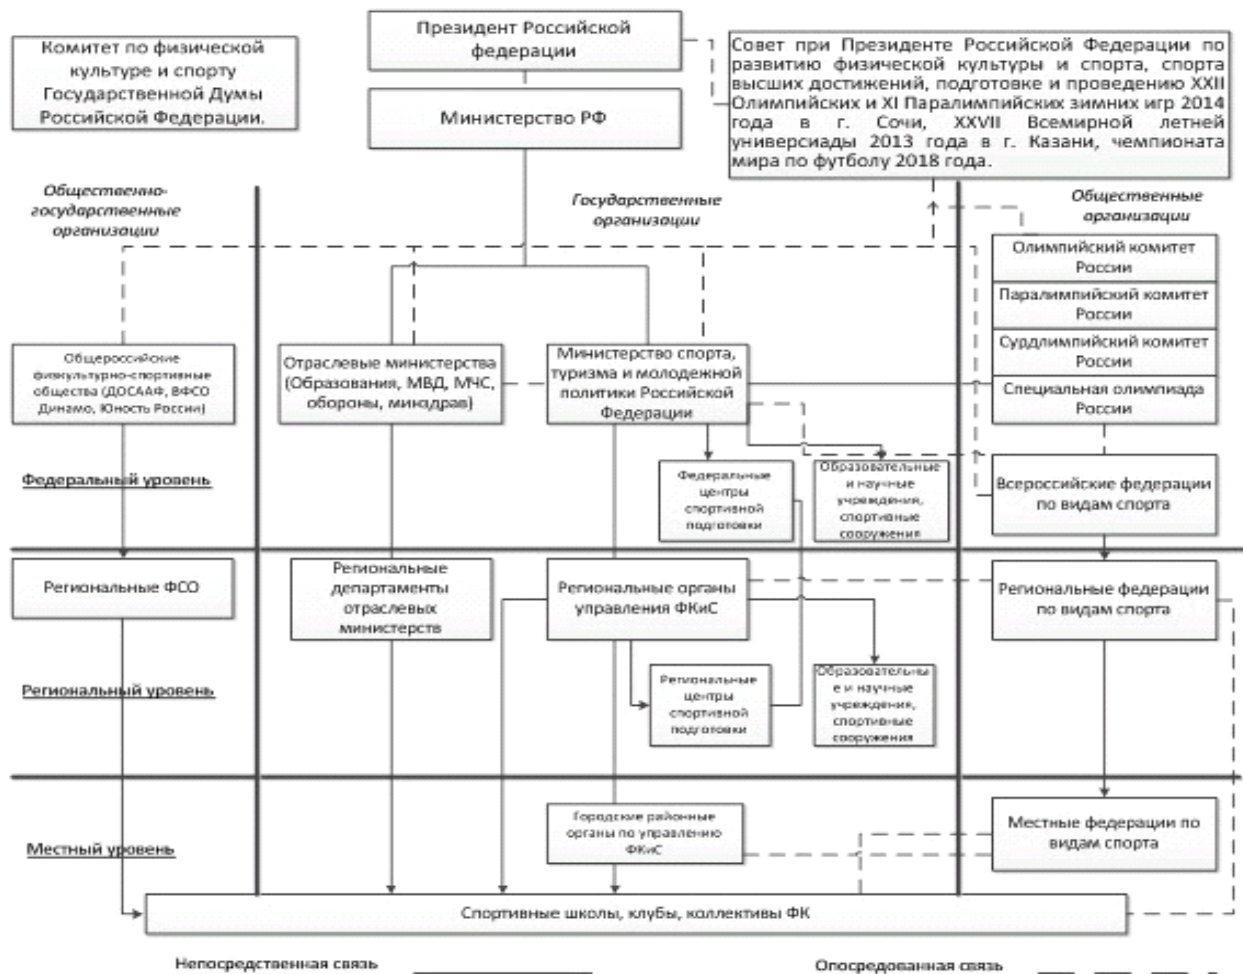 Президент Российской
федерации
Комитет по физической
культуре и спорту
Государственной Думы
Российской Федерации.
Министерство РФ
Совет при Президенте Российской Федерации по
развитию физической культуры и спорта, спорта
высших достижений, подготовке и проведению XXII
Олимпийских и XI Паралимпийских зимних игр 2014
года в г. Сочи, XXVII Всемирной летней
универсиады 2013 года в г. Казани, чемпионата
мира по футболу 2018 года.
Общественно-
государственные
организации
Государственные
организации
Общественные
организации
Олимпийский комитет
России
Паралимпийский комитет
России
Сурдлимпийский комитет
России
Специальная олимпиада
России
Общероссийские
физкультурно-спортивные
общества (ДОСААФ, ВФСО
Динамо, Юность России)
Отраслевые министерства
(Образования, МВД, МЧС,
обороны, минздрав)
Министерство спорта,
туризма и молодежной
политики Российской
Федерации
Федеральный уровень
Федеральные
центры
спортивной
подготовки
Образовательные
и научные
учреждения,
спортивные
сооружения
Всероссийские федерации
по видам спорта
Региональные ФСО
Региональные
департаменты
отраслевых
министерств
Региональные органы
управления ФКиС
Региональные федерации
по видам спорта
Региональный уровень
Региональные
центры
спортивной
подготовки
Образовательны
е и научные
учреждения,
спортивные
сооружения
Местный уровень
Городские районные
органы по управлению
ФКиС
Местные федерации по
видам спорта
Спортивные школы, клубы, коллективы ФК
Непосредственная связь
Опосредованная связь